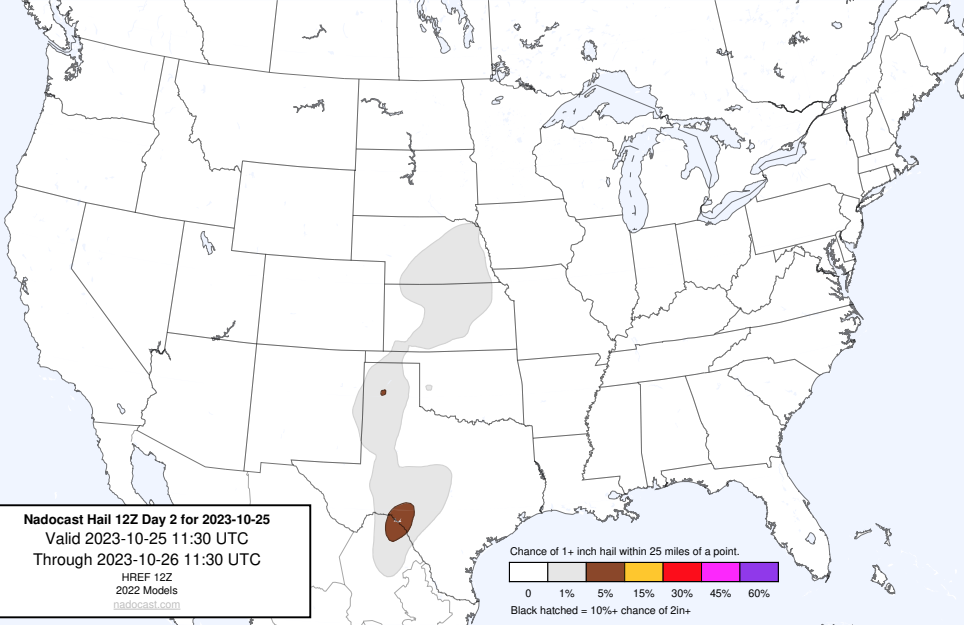 Nadocast Hail 12Z Day 2 for 2023-10-25
Valid 2023-10-25 11:30 UTC
Through 2023-10-26 11:30 UTC
HREF 12Z
2022 Models
nadocast.com
Chance of 1+ inch hail within 25 miles of a point.
0 1% 5% 15% 30% 45% 60%
Black hatched = 10%+ chance of 2in+